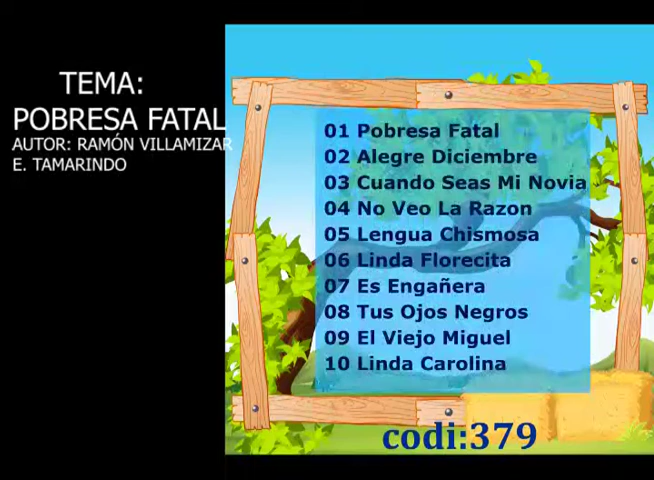 TEMA:
POBRESA FATAL
AUTOR: RAMÓN VILLAMIZAR
E. TAMARINDO
01 Pobresa Fatal
02 Alegre Diciembre
03 Cuando Seas Mi Novia
04 No Veo La Razon
05 Lengua Chismosa
06 Linda Florecita
07 Es Engañera
08 Tus Ojos Negros
09 El Viejo Miguel
10 Linda Carolina
codi:379